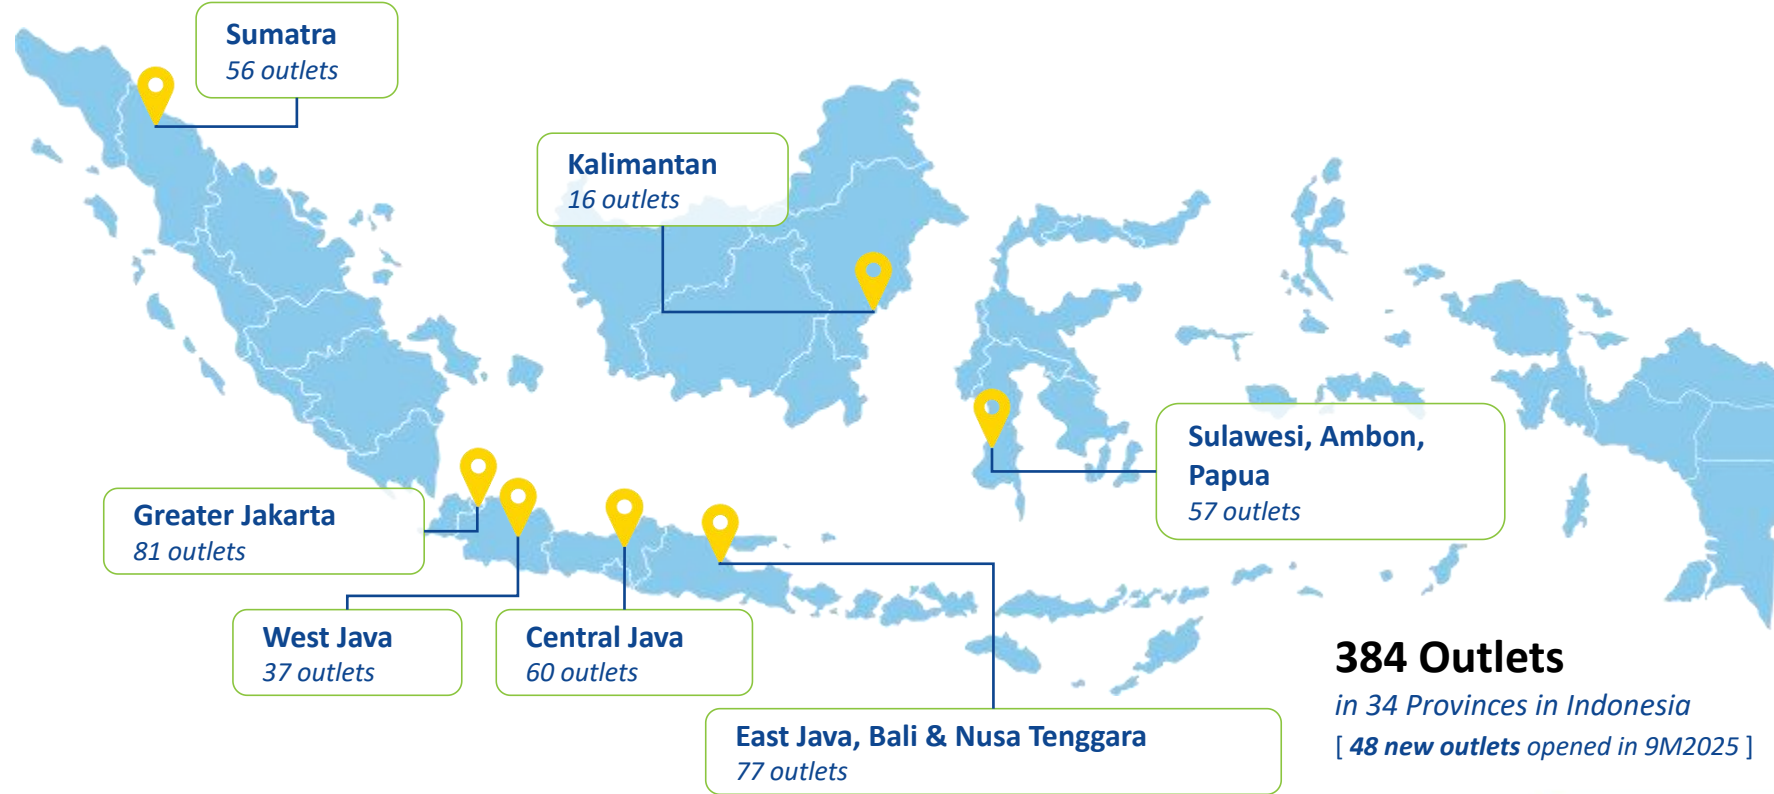 Sumatra
56 outlets
Kalimantan
16 outlets
Sulawesi, Ambon,
Papua
57 outlets
Greater Jakarta
81 outlets
West Java
37 outlets
Central Java
60 outlets
East Java, Bali & Nusa Tenggara
77 outlets
384 Outlets
in 34 Provinces in Indonesia
[ 48 new outlets opened in 9M2025 ]